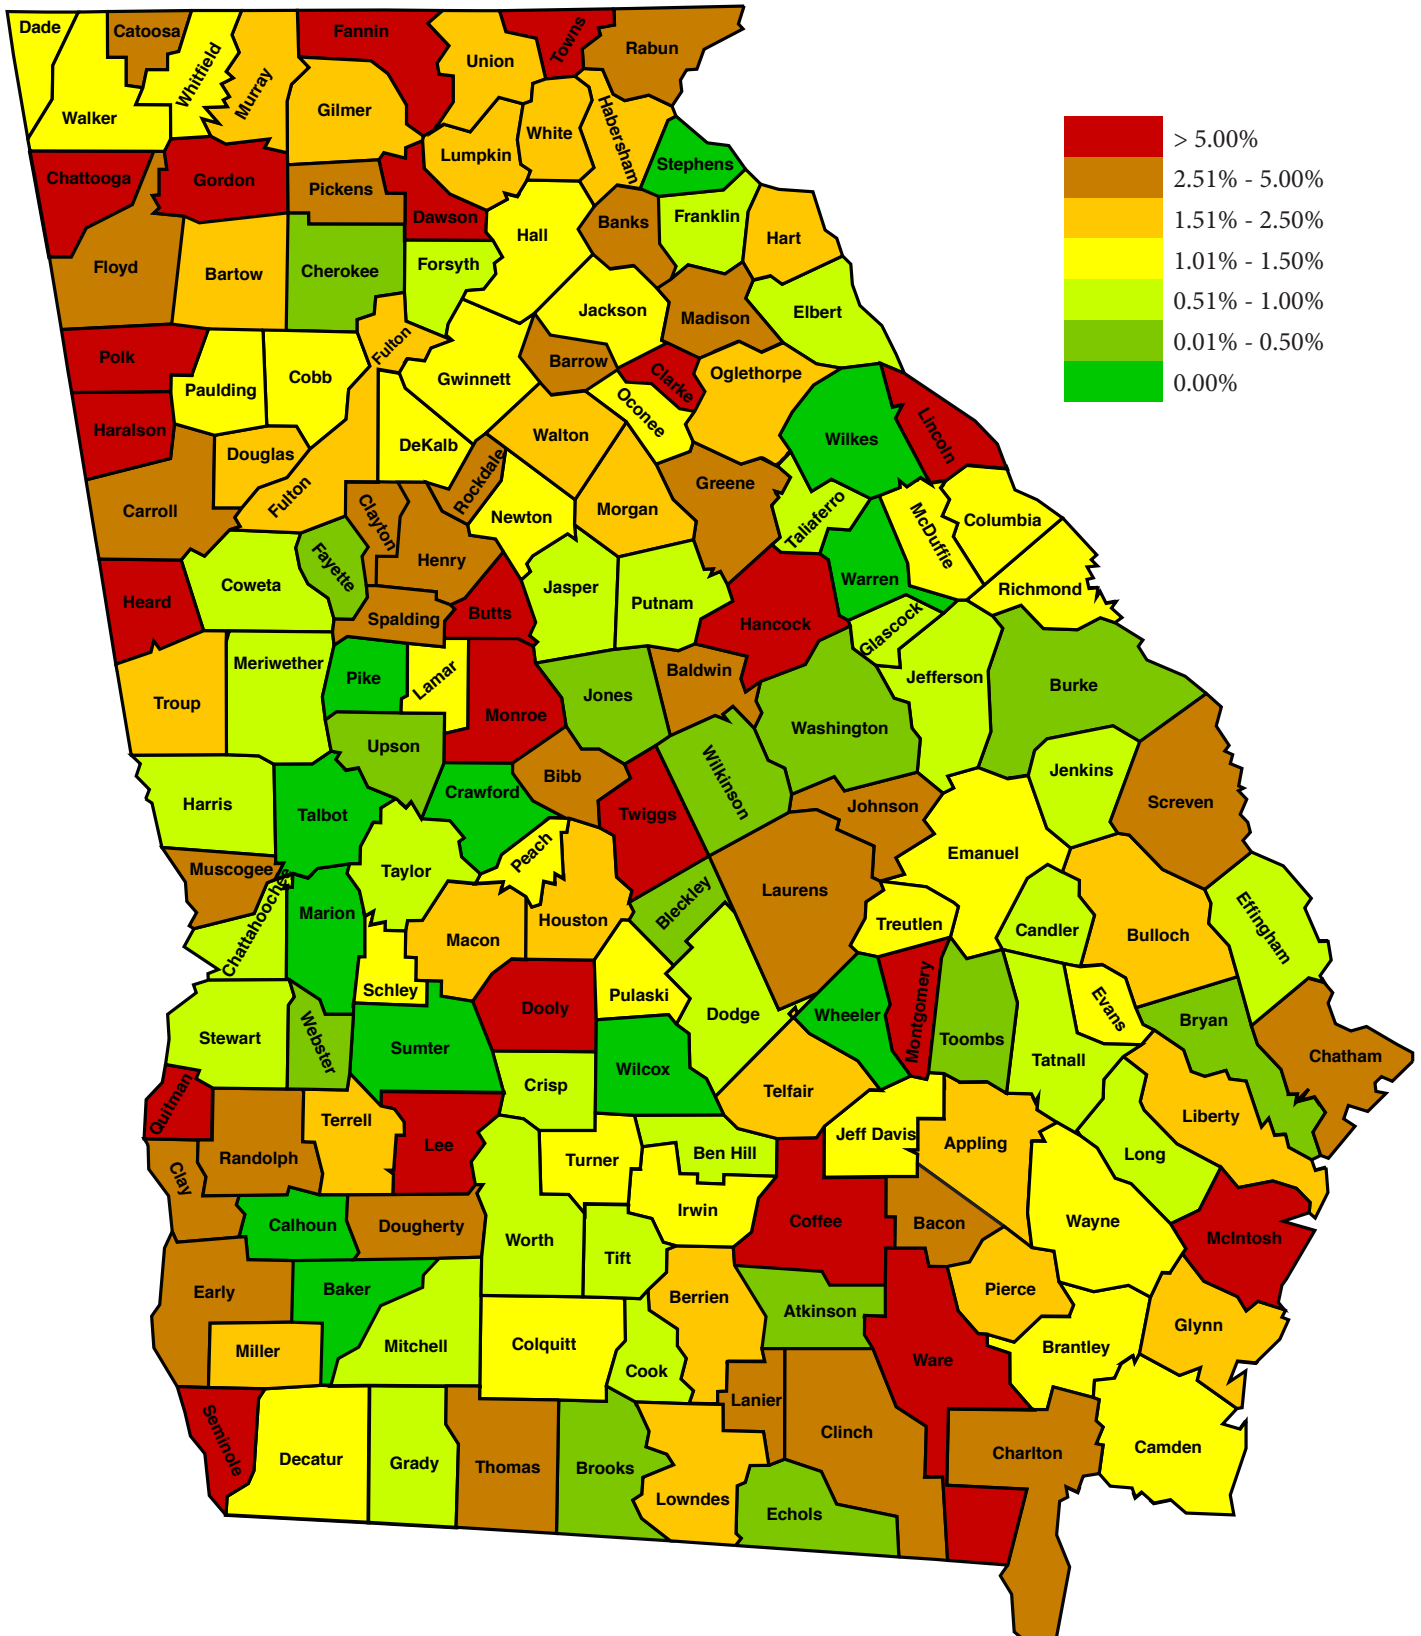 Dade
Catoosa
Fannin
Towns
Rabun
Union
Whitfield
Murray
Walker
Gilmer
White
Habersham
Lumpkin
Stephens
Chattooga
Gordon
Pickens
Dawson
Banks
Franklin
Hall
Hart
Floyd
Bartow
Cherokee
Forsyth
Jackson
Madison
Elbert
Polk
Fulton
Barrow
Clarke
Oglethorpe
Paulding
Cobb
Gwinnett
Oconee
Haralson
Douglas
DeKalb
Walton
Wilkes
Lincoln
Carroll
Fulton
Clayton
Rockdale
Newton
Morgan
Greene
Taliaferro
McDuffie
Columbia
Coweta
Fayette
Henry
Jasper
Putnam
Warren
Richmond
Heard
Spalding
Butts
Hancock
Glascock
Troup
Meriwether
Pike
Lamar
Monroe
Jones
Baldwin
Washington
Jefferson
Burke
Upson
Bibb
Wilkinson
Jenkins
Screven
Harris
Talbot
Crawford
Twiggs
Johnson
Muscogee
Taylor
Peach
Laurens
Emanuel
Chattahoochee
Marion
Macon
Houston
Bleckley
Treutlen
Candler
Bulloch
Effingham
Schley
Dooly
Pulaski
Dodge
Wheeler
Montgomery
Toombs
Tatnall
Evans
Bryan
Chatham
Stewart
Webster
Sumter
Crisp
Wilcox
Telfair
Liberty
Quitman
Randolph
Terrell
Lee
Turner
Ben Hill
Jeff Davis
Appling
Long
Clay
Calhoun
Dougherty
Worth
Tift
Irwin
Coffee
Bacon
Wayne
McIntosh
Early
Baker
Mitchell
Colquitt
Berrien
Atkinson
Pierce
Glynn
Miller
Cook
Lanier
Ware
Brantley
Seminole
Decatur
Grady
Thomas
Brooks
Lowndes
Echols
Clinch
Charlton
Camden
> 5.00%
2.51% - 5.00%
1.51% - 2.50%
1.01% - 1.50%
0.51% - 1.00%
0.01% - 0.50%
0.00%